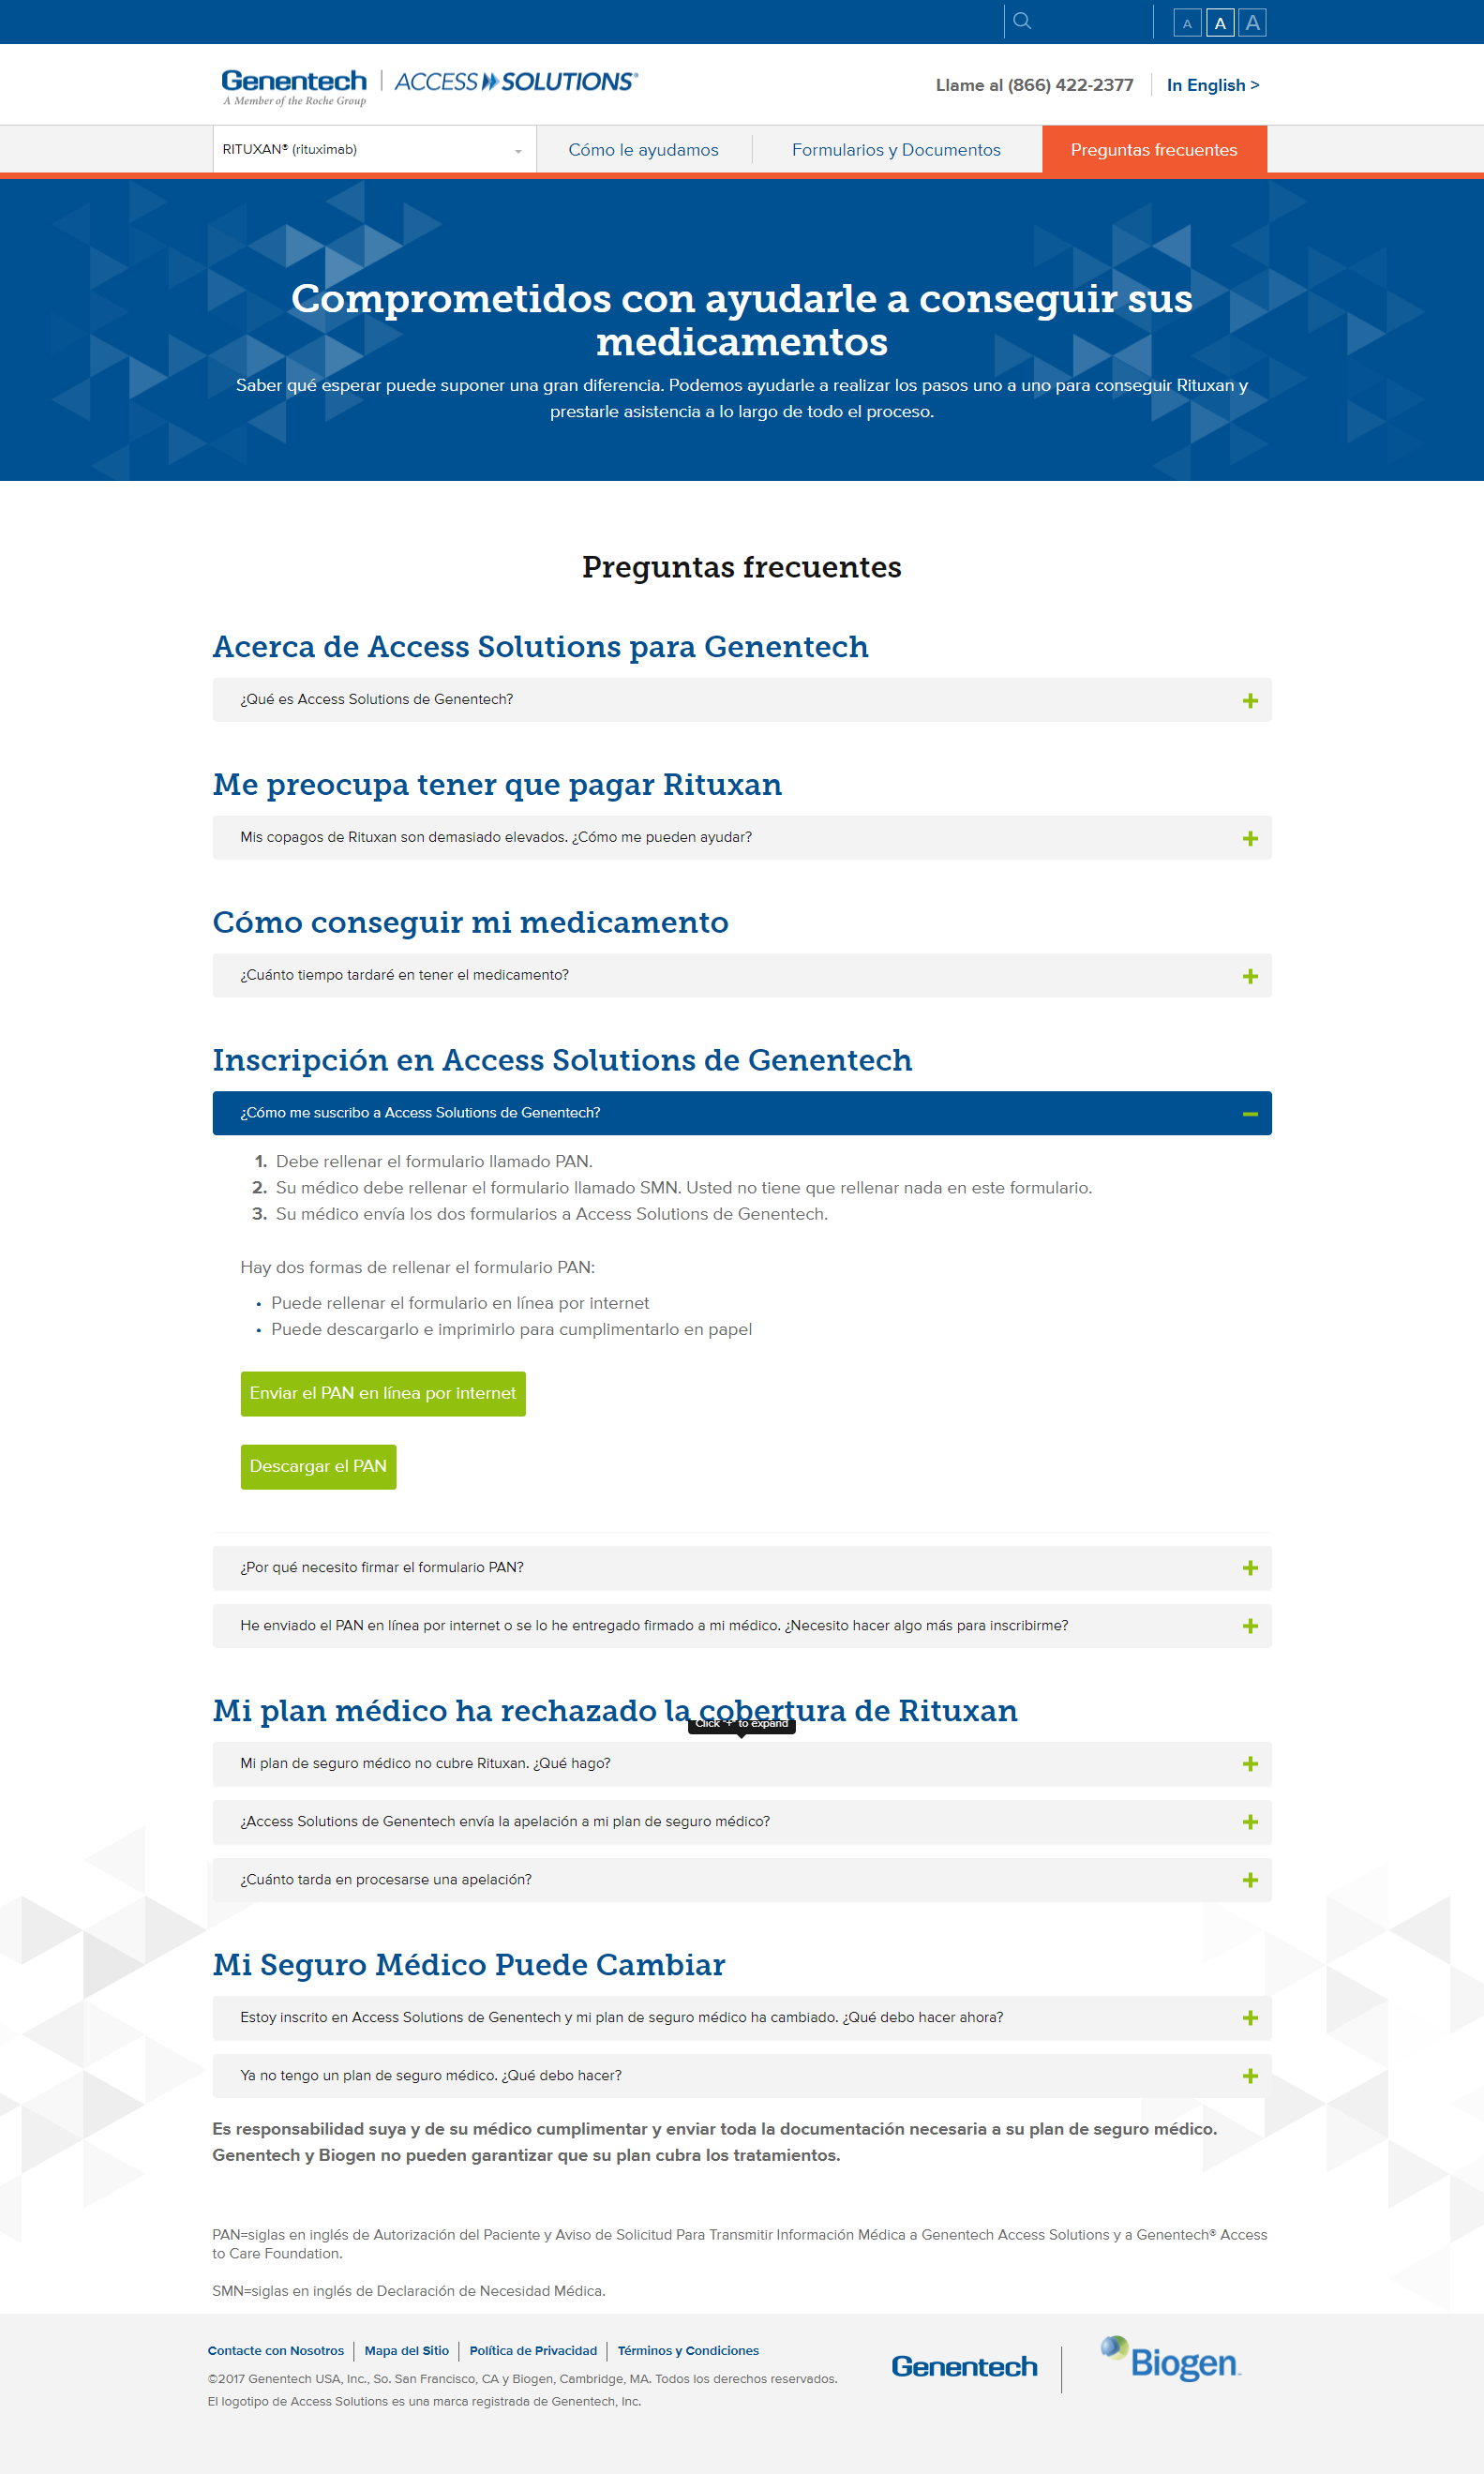 A A A
Genentech
A Member of the Roche Group
ACCESS SOLUTIONS®
Llame al (866) 422-2377
In English >
RITUXAN® (rituximab)
Cómo le ayudamos
Formularios y Documentos
Preguntas frecuentes
Comprometidos con ayudarle a conseguir sus
medicamentos
Saber qué esperar puede suponer una gran diferencia. Podemos ayudarle a realizar los pasos uno a uno para conseguir Rituxan y
prestarle asistencia a lo largo de todo el proceso.
Preguntas frecuentes
Acerca de Access Solutions para Genentech
¿Qué es Access Solutions de Genentech?
Me preocupa tener que pagar Rituxan
Mis copagos de Rituxan son demasiado elevados. ¿Cómo me pueden ayudar?
Cómo conseguir mi medicamento
¿Cuánto tiempo tardaré en tener el medicamento?
Inscripción en Access Solutions de Genentech
¿Cómo me suscribo a Access Solutions de Genentech?
1. Debe rellenar el formulario llamado PAN.
2. Su médico debe rellenar el formulario llamado SMN. Usted no tiene que rellenar nada en este formulario.
3. Su médico envía los dos formularios a Access Solutions de Genentech.
Hay dos formas de rellenar el formulario PAN:
• Puede rellenar el formulario en línea por internet
• Puede descargarlo e imprimirlo para cumplimentarlo en papel
Enviar el PAN en línea por internet
Descargar el PAN
¿Por qué necesito firmar el formulario PAN?
He enviado el PAN en línea por internet o se lo he entregado firmado a mi médico. ¿Necesito hacer algo más para inscribirme?
Mi plan médico ha rechazado la cobertura de Rituxan
Click "+" to expand
Mi plan de seguro médico no cubre Rituxan. ¿Qué hago?
¿Access Solutions de Genentech envía la apelación a mi plan de seguro médico?
¿Cuánto tarda en procesarse una apelación?
Mi Seguro Médico Puede Cambiar
Estoy inscrito en Access Solutions de Genentech y mi plan de seguro médico ha cambiado. ¿Qué debo hacer ahora?
Ya no tengo un plan de seguro médico. ¿Qué debo hacer?
Es responsabilidad suya y de su médico cumplimentar y enviar toda la documentación necesaria a su plan de seguro médico.
Genentech y Biogen no pueden garantizar que su plan cubra los tratamientos.
PAN=siglas en inglés de Autorización del Paciente y Aviso de Solicitud Para Transmitir Información Médica a Genentech Access Solutions y a Genentech® Access
to Care Foundation.
SMN=siglas en inglés de Declaración de Necesidad Médica.
Contacte con Nosotros | Mapa del Sitio | Política de Privacidad | Términos y Condiciones
©2017 Genentech USA, Inc., So. San Francisco, CA y Biogen, Cambridge, MA. Todos los derechos reservados.
El logotipo de Access Solutions es una marca registrada de Genentech, Inc.
Genentech
Biogen